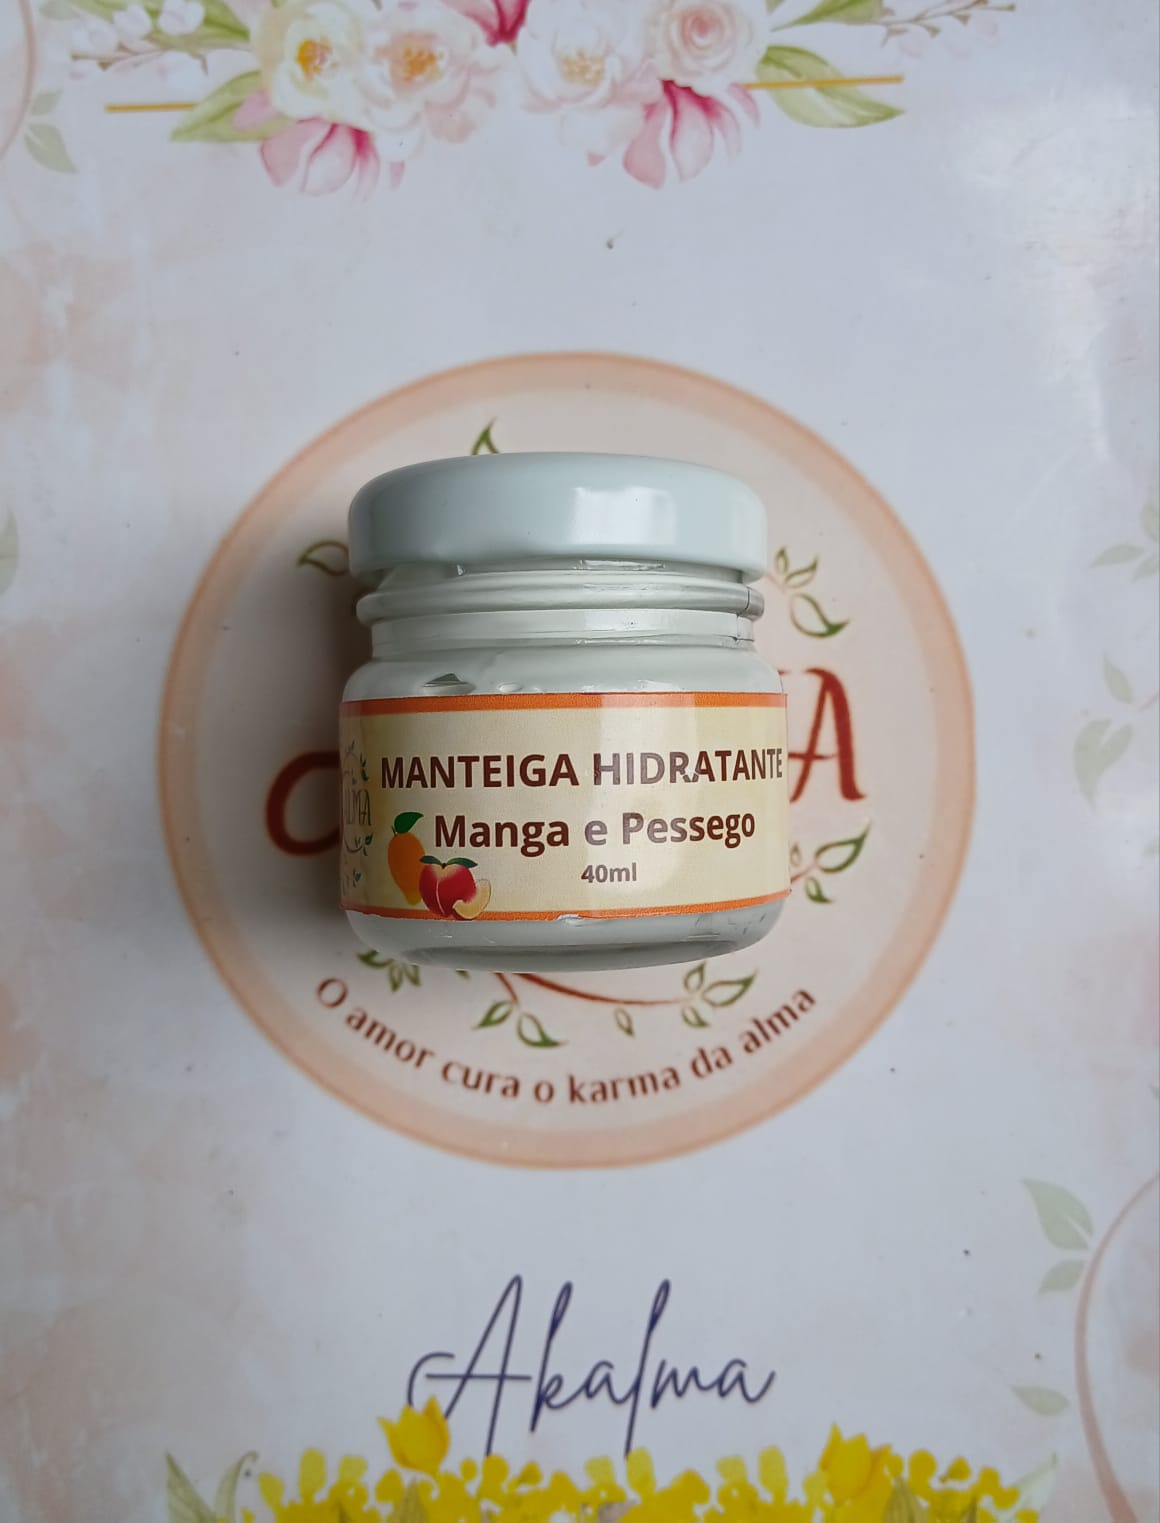 MANTEIGA HIDRATANTE
Manga e Pessego
40ml
O amor cura o karma da alma
Akalma